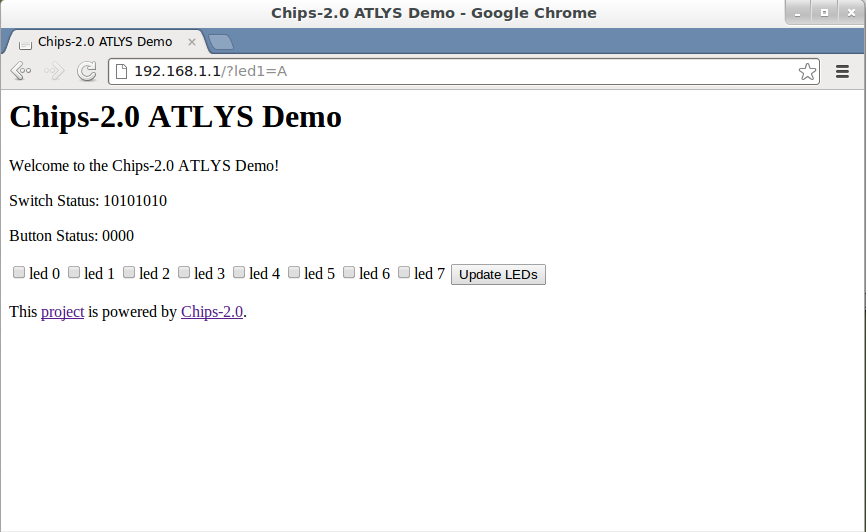 Chips-2.0 ATLYS Demo - Google Chrome
Chips-2.0 ATLYS Demo
192.168.1.1/?led1=A
Chips-2.0 ATLYS Demo
Welcome to the Chips-2.0 ATLYS Demo!
Switch Status: 10101010
Button Status: 0000
led 0 led 1 led 2 led 3 led 4 led 5 led 6 led 7 Update LEDs
This project is powered by Chips-2.0.